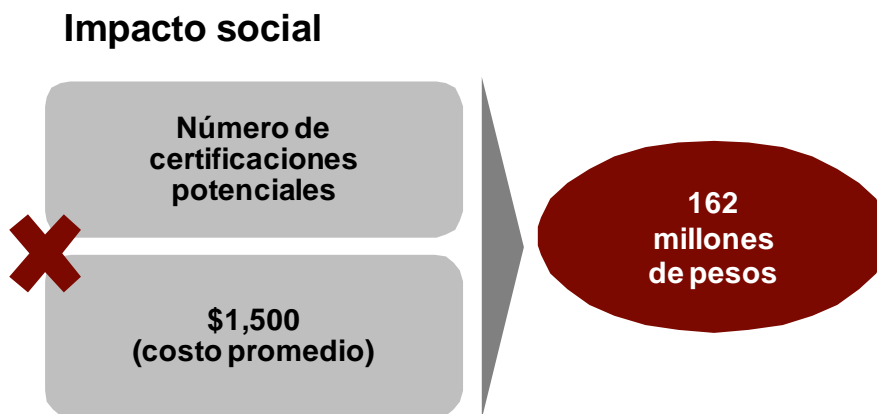 Impacto social
Número de
certificaciones
potenciales
$1,500
(costo promedio)
162
millones
de pesos